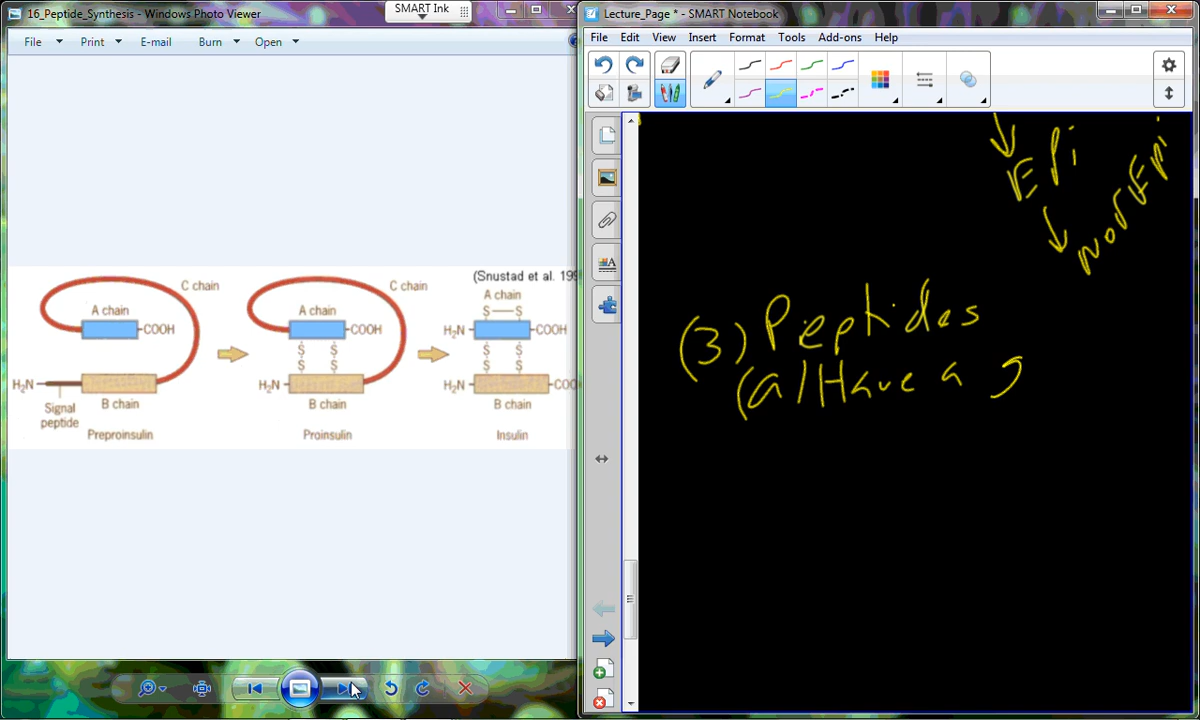 16_Peptide_Synthesis - Windows Photo Viewer
SMART Ink
File Print E-mail Burn Open
(Snustad et al. 199
C chain
A chain
COOH
H₂N
Signal peptide
B chain
Preproinsulin
C chain
A chain
COOH
S S
S S
H₂N
B chain
Proinsulin
A chain
S S
H₂N COOH
S S
S S
H₂N COO
B chain
Insulin
Lecture_Page * - SMART Notebook
File Edit View Insert Format Tools Add-ons Help
Epi
NorEpi
(3) Peptides
(a) Have a